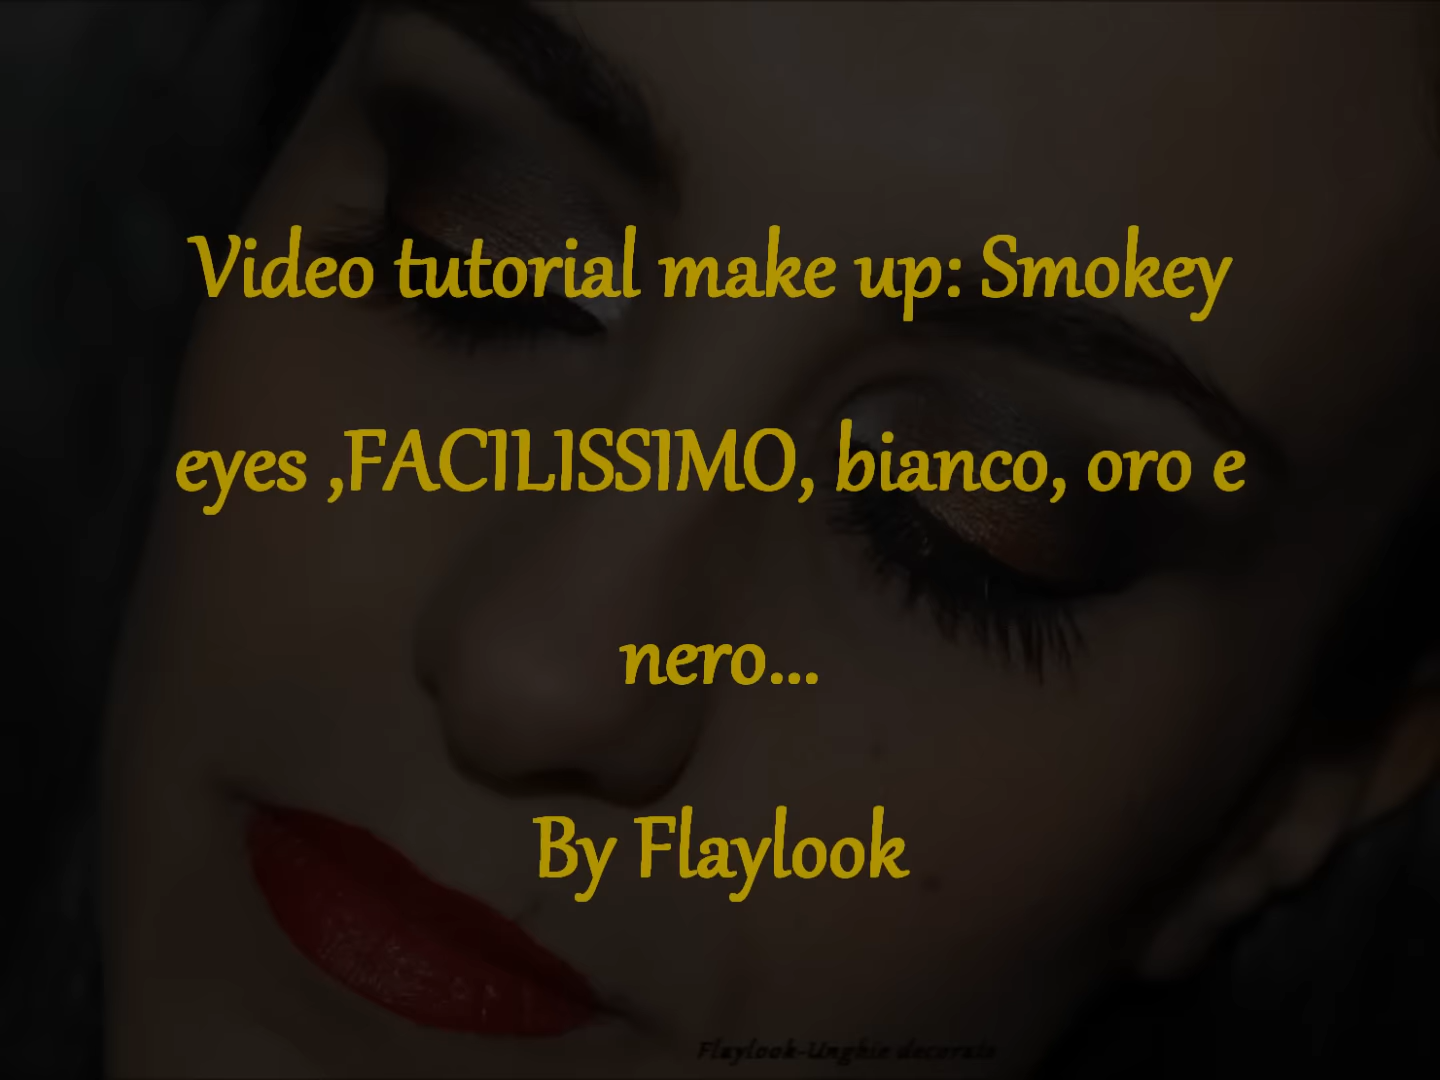 Video tutorial make up: Smokey
eyes ,FACILISSIMO, bianco, oro e
nero...
By Flaylook
Flaylook-Unghie decorate